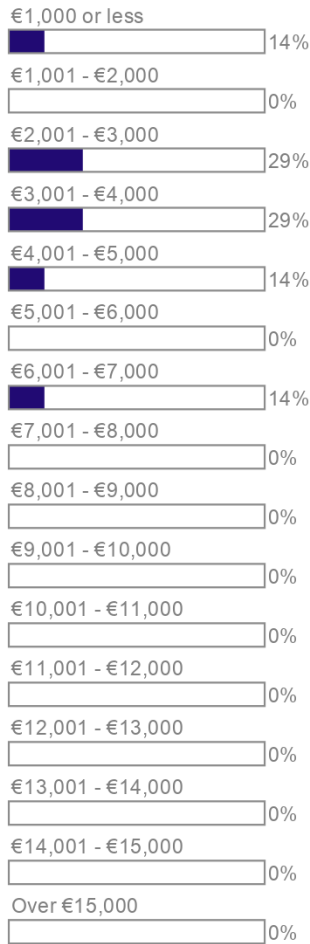 €1,000 or less
14%
€1,001 - €2,000
0%
€2,001 - €3,000
29%
€3,001 - €4,000
29%
€4,001 - €5,000
14%
€5,001 - €6,000
0%
€6,001 - €7,000
14%
€7,001 - €8,000
0%
€8,001 - €9,000
0%
€9,001 - €10,000
0%
€10,001 - €11,000
0%
€11,001 - €12,000
0%
€12,001 - €13,000
0%
€13,001 - €14,000
0%
€14,001 - €15,000
0%
Over €15,000
0%